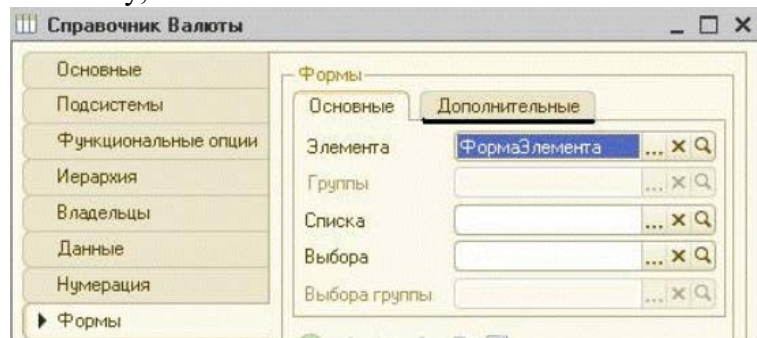 Справочник Валюты
Основные
Подсистемы
Функциональные опции
Иерархия
Владельцы
Данные
Нумерация
Формы
Формы
Основные Дополнительные
Элемента ФормаЭлемента ...
Группы ...
Списка ...
Выбора ...
Выбора группы ...